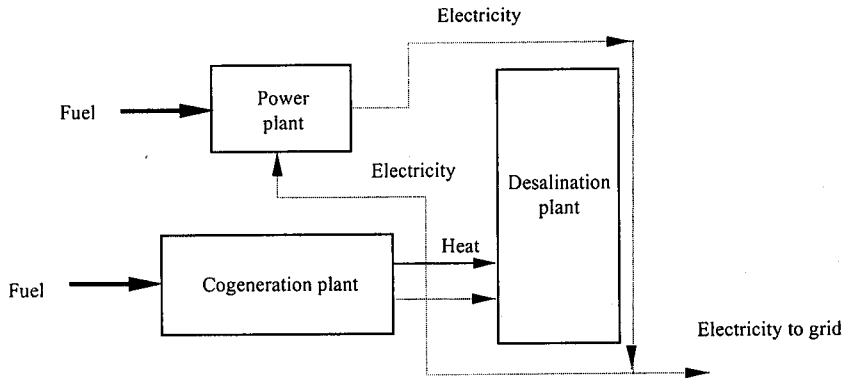 Electricity
Power
plant
Fuel
Electricity
Desalination
plant
Heat
Cogeneration plant
Fuel
Electricity to grid